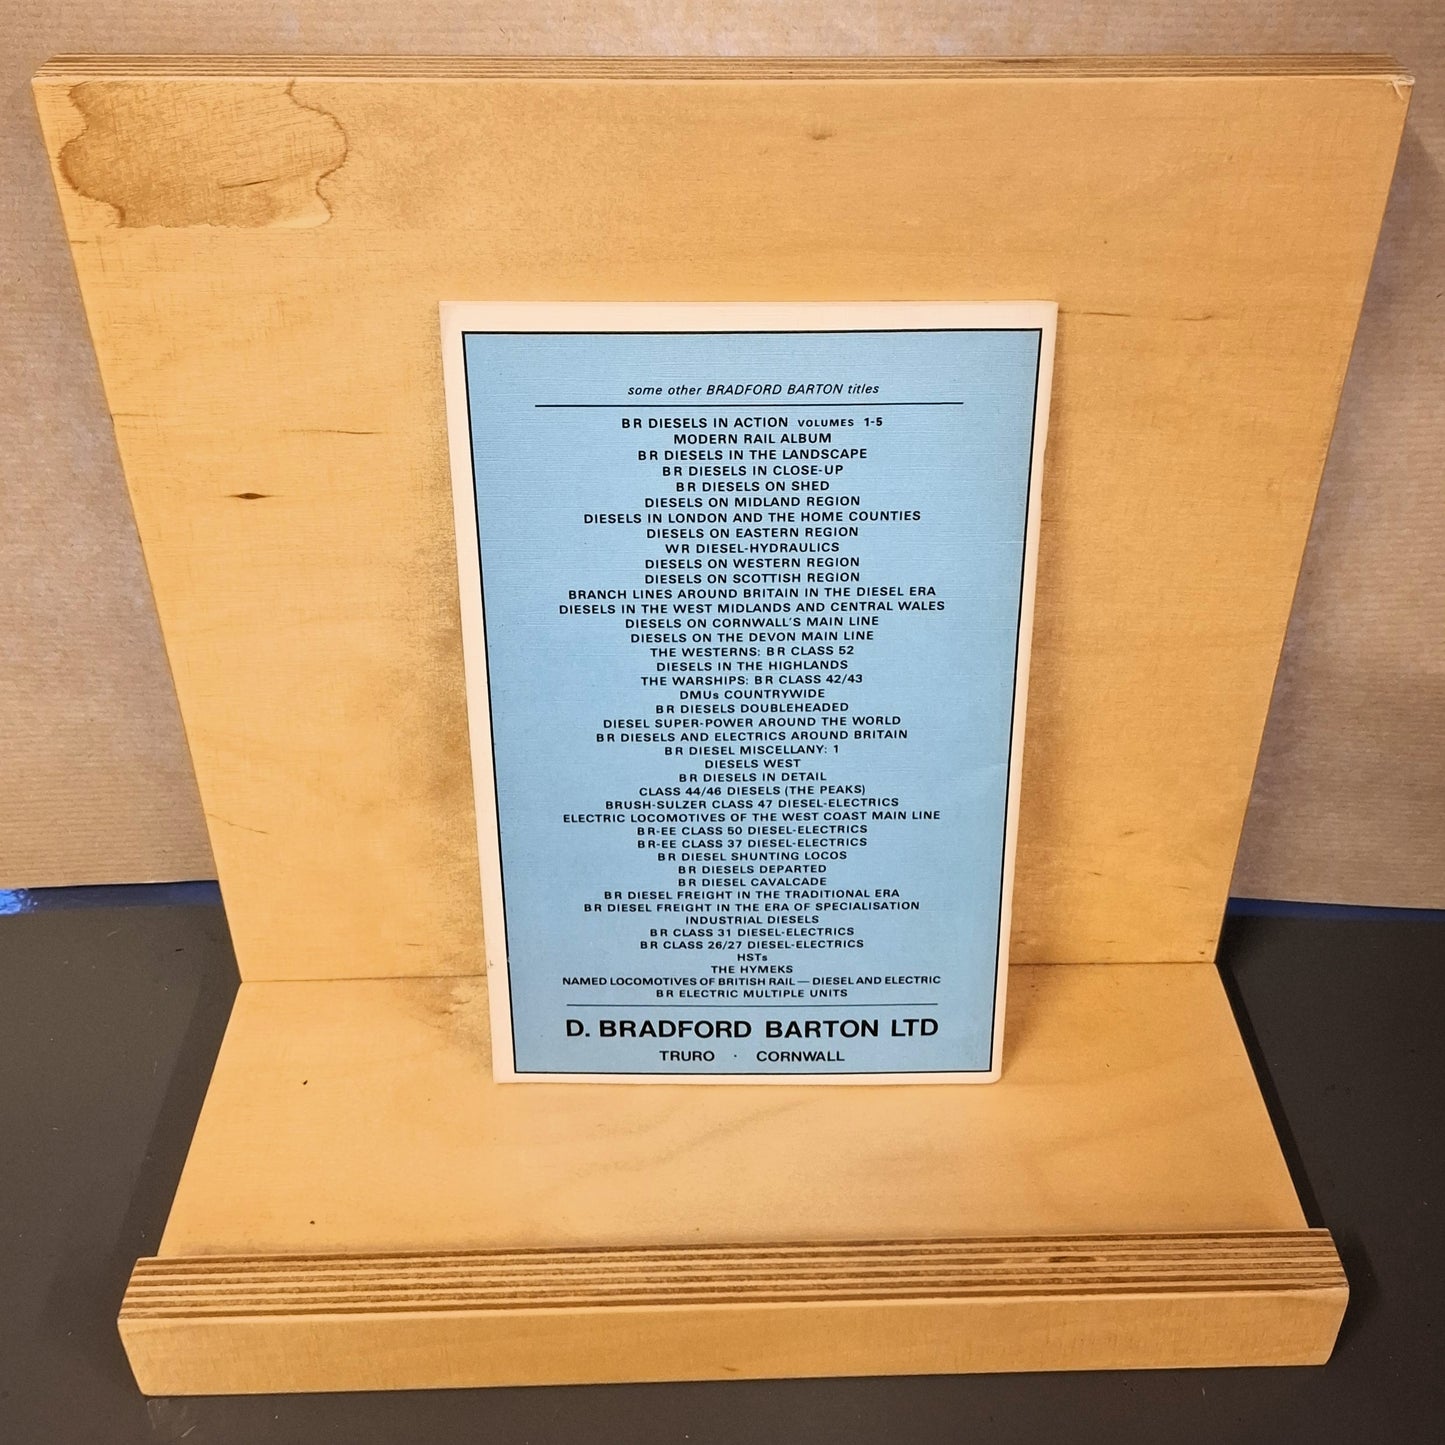 some other BRADFORD BARTON titles
BR DIESELS IN ACTION VOLUMES 1-5
MODERN RAIL ALBUM
BR DIESELS IN THE LANDSCAPE
BR DIESELS IN CLOSE-UP
BR DIESELS ON SHED
DIESELS ON MIDLAND REGION
DIESELS IN LONDON AND THE HOME COUNTIES
DIESELS ON EASTERN REGION
WR DIESEL-HYDRAULICS
DIESELS ON WESTERN REGION
DIESELS ON SCOTTISH REGION
BRANCH LINES AROUND BRITAIN IN THE DIESEL ERA
DIESELS IN THE WEST MIDLANDS AND CENTRAL WALES
DIESELS ON CORNWALL'S MAIN LINE
DIESELS ON THE DEVON MAIN LINE
THE WESTERNS: BR CLASS 52
DIESELS IN THE HIGHLANDS
THE WARSHIPS: BR CLASS 42/43
DMUs COUNTRYWIDE
BR DIESELS DOUBLEHEADED
DIESEL SUPER-POWER AROUND THE WORLD
BR DIESELS AND ELECTRICS AROUND BRITAIN
BR DIESEL MISCELLANY: 1
DIESELS WEST
BR DIESELS IN DETAIL
CLASS 44/46 DIESELS (THE PEAKS)
BRUSH-SULZER CLASS 47 DIESEL-ELECTRICS
ELECTRIC LOCOMOTIVES OF THE WEST COAST MAIN LINE
BR-EE CLASS 50 DIESEL-ELECTRICS
BR-EE CLASS 37 DIESEL-ELECTRICS
BR DIESEL SHUNTING LOCOS
BR DIESELS DEPARTED
BR DIESEL CAVALCADE
BR DIESEL FREIGHT IN THE TRADITIONAL ERA
BR DIESEL FREIGHT IN THE ERA OF SPECIALISATION
INDUSTRIAL DIESELS
BR CLASS 31 DIESEL-ELECTRICS
BR CLASS 26/27 DIESEL-ELECTRICS
HSTs
THE HYMEKS
NAMED LOCOMOTIVES OF BRITISH RAIL — DIESEL AND ELECTRIC
BR ELECTRIC MULTIPLE UNITS
D. BRADFORD BARTON LTD
TRURO · CORNWALL